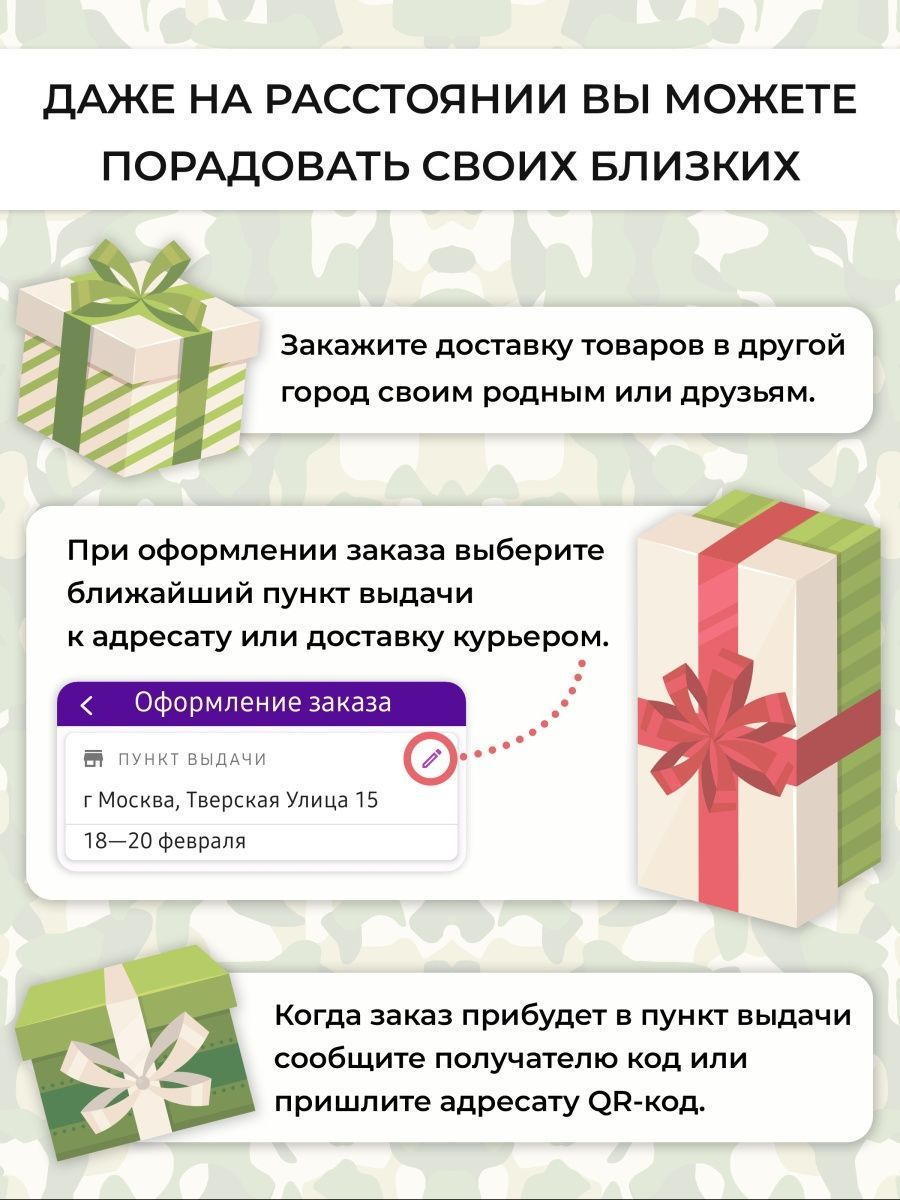 ДАЖЕ НА РАССТОЯНИИ ВЫ МОЖЕТЕ
ПОРАДОВАТЬ СВОИХ БЛИЗКИХ
Закажите доставку товаров в другой
город своим родным или друзьям.
При оформлении заказа выберите
ближайший пункт выдачи
к адресату или доставку курьером.
Оформление заказа
ПУНКТ ВЫДАЧИ
г Москва, Тверская Улица 15
18—20 февраля
Когда заказ прибудет в пункт выдачи
сообщите получателю код или
пришлите адресату QR-код.